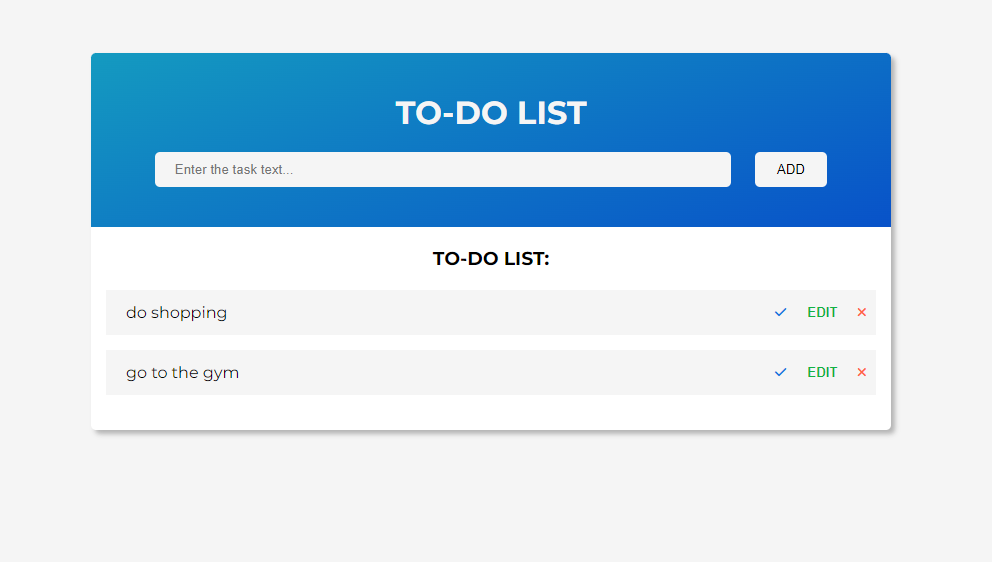 TO-DO LIST
Enter the task text... ADD
TO-DO LIST:
do shopping EDIT
go to the gym EDIT